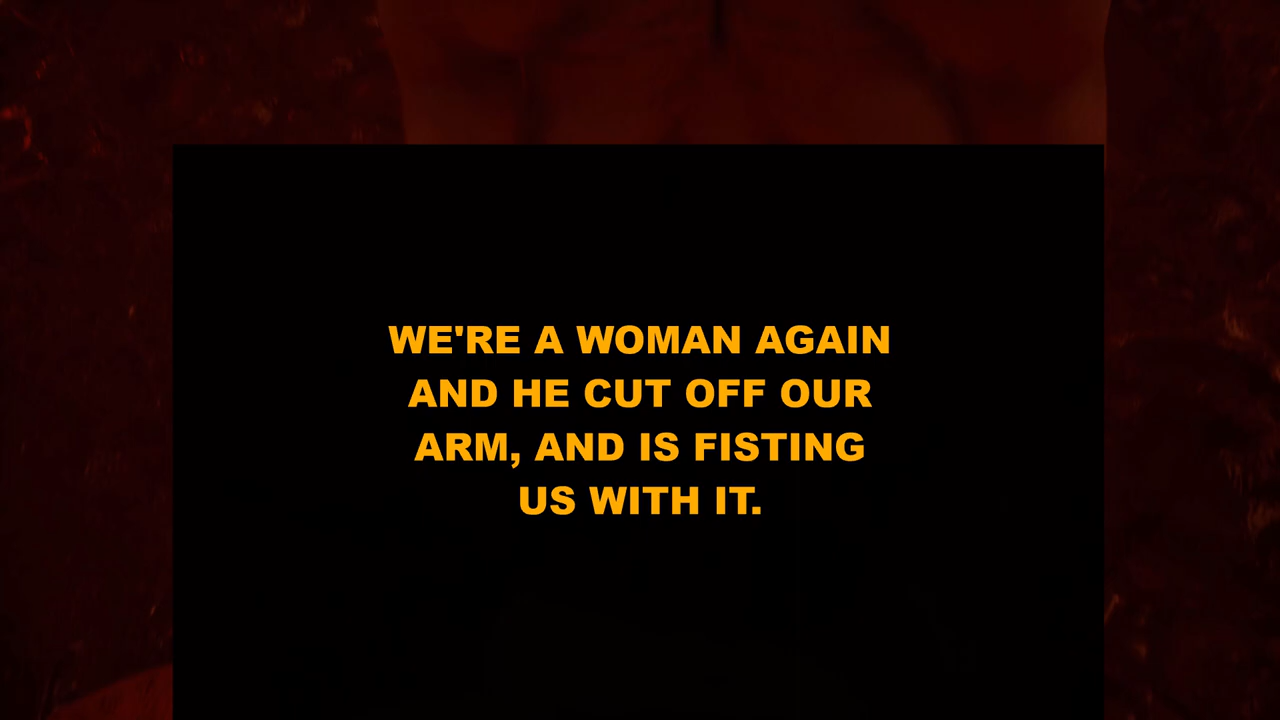 WE'RE A WOMAN AGAIN
AND HE CUT OFF OUR
ARM, AND IS FISTING
US WITH IT.